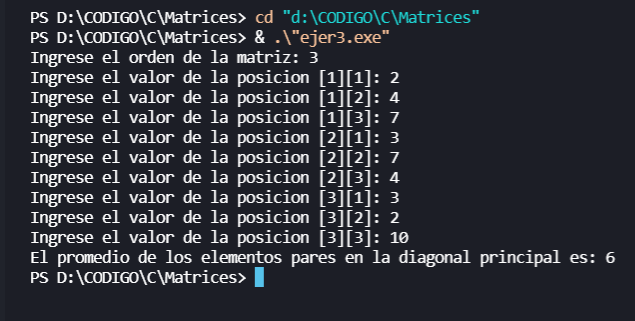 PS D:\CODIGO\C\Matrices> cd "d:\CODIGO\C\Matrices"
PS D:\CODIGO\C\Matrices> & .\"ejer3.exe"
Ingrese el orden de la matriz: 3
Ingrese el valor de la posicion [1][1]: 2
Ingrese el valor de la posicion [1][2]: 4
Ingrese el valor de la posicion [1][3]: 7
Ingrese el valor de la posicion [2][1]: 3
Ingrese el valor de la posicion [2][2]: 7
Ingrese el valor de la posicion [2][3]: 4
Ingrese el valor de la posicion [3][1]: 3
Ingrese el valor de la posicion [3][2]: 2
Ingrese el valor de la posicion [3][3]: 10
El promedio de los elementos pares en la diagonal principal es: 6
PS D:\CODIGO\C\Matrices>